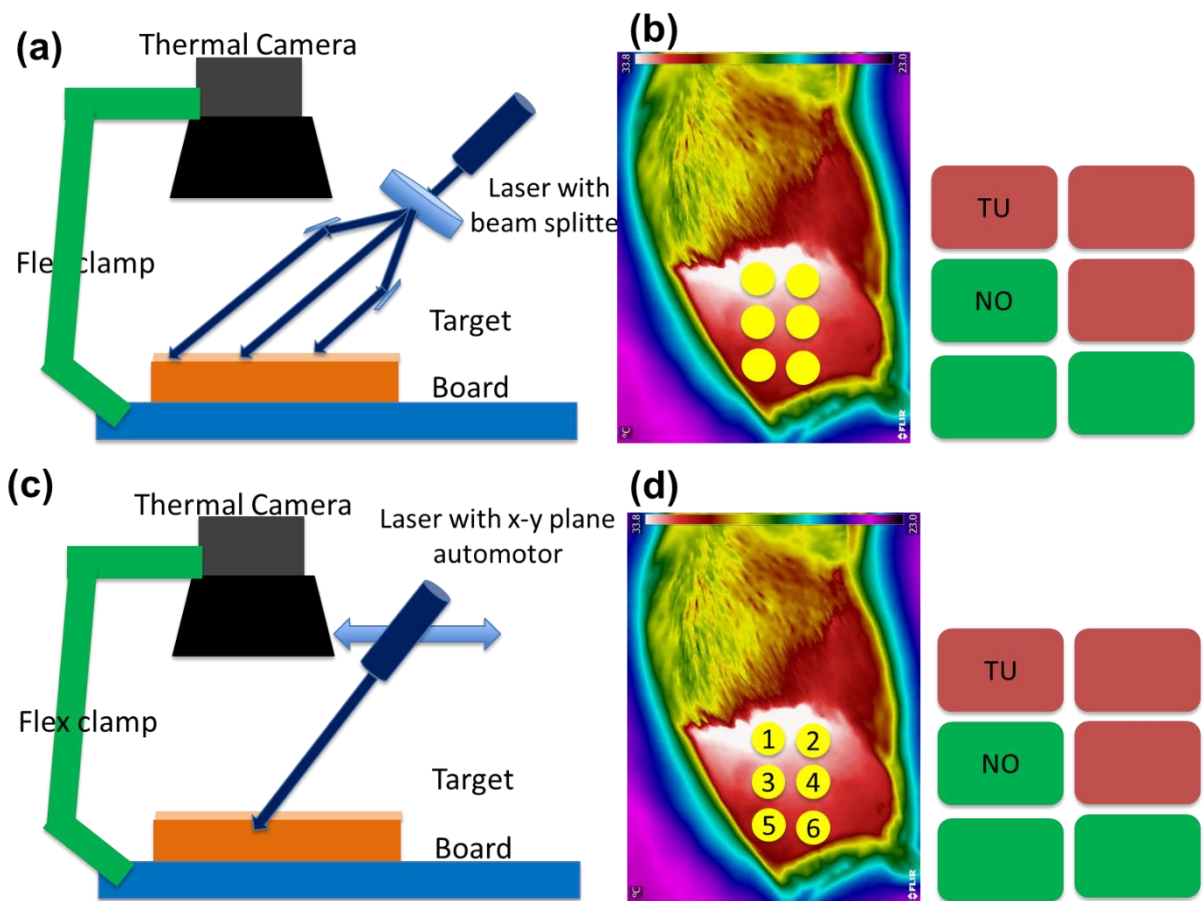 (a)
Thermal Camera
Laser with
beam splitte
Flex clamp
Target
Board
(b)
33.8
23.0
°C
FLIR
TU
NO
(c)
Thermal Camera
Laser with x-y plane
automotor
Flex clamp
Target
Board
(d)
33.8
23.0
1 2
3 4
5 6
°C
FLIR
TU
NO